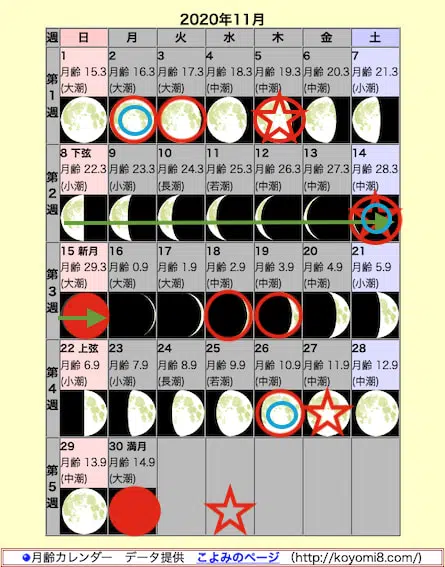 2020年11月
週 日 月 火 水 木 金 土
第1週
1 2 3 4 5 6 7
月齢 15.3 月齢 16.3 月齢 17.3 月齢 18.3 月齢 19.3 月齢 20.3 月齢 21.3
(大潮) (大潮) (大潮) (中潮) (中潮) (中潮) (小潮)
第2週
8 下弦 9 10 11 12 13 14
月齢 22.3 月齢 23.3 月齢 24.3 月齢 25.3 月齢 26.3 月齢 27.3 月齢 28.3
(小潮) (小潮) (長潮) (若潮) (中潮) (中潮) (中潮)
第3週
15 新月 16 17 18 19 20 21
月齢 29.3 月齢 0.9 月齢 1.9 月齢 2.9 月齢 3.9 月齢 4.9 月齢 5.9
(大潮) (大潮) (大潮) (中潮) (中潮) (中潮) (小潮)
第4週
22 上弦 23 24 25 26 27 28
月齢 6.9 月齢 7.9 月齢 8.9 月齢 9.9 月齢 10.9 月齢 11.9 月齢 12.9
(小潮) (小潮) (長潮) (若潮) (中潮) (中潮) (中潮)
第5週
29 30 満月
月齢 13.9 月齢 14.9
(中潮) (大潮)
月齢カレンダー データ提供 こよみのページ (http://koyomi8.com/)